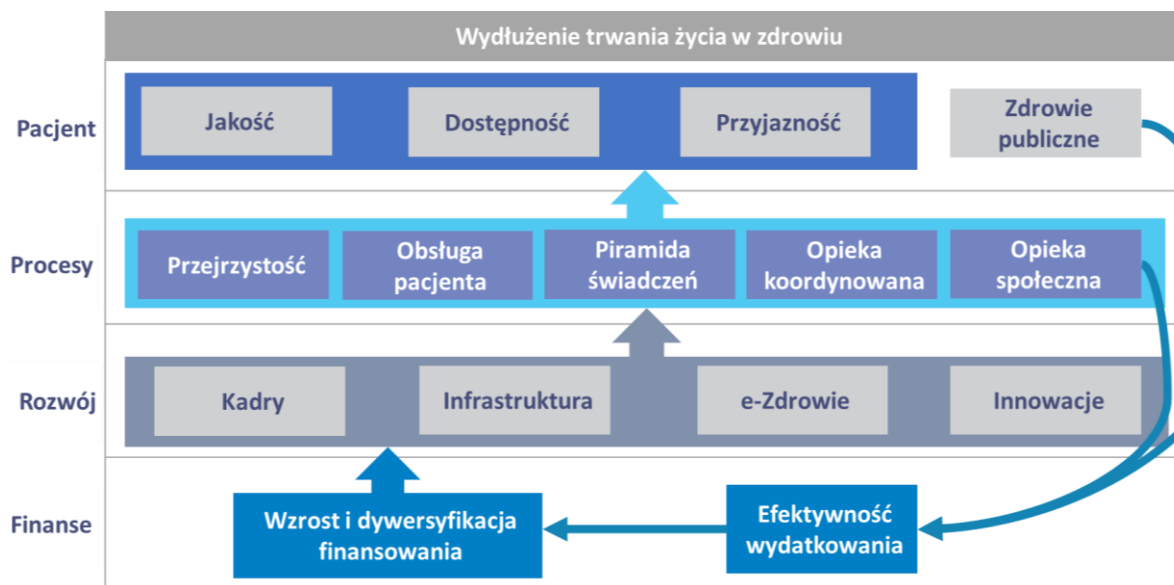 Wydłużenie trwania życia w zdrowiu
Pacjent
Jakość
Dostępność
Przyjazność
Zdrowie
publiczne
Procesy
Przejrzystość
Obsługa
pacjenta
Piramida
świadczeń
Opieka
koordynowana
Opieka
społeczna
Rozwój
Kadry
Infrastruktura
e-Zdrowie
Innowacje
Finanse
Wzrost i dywersyfikacja
finansowania
Efektywność
wydatkowania